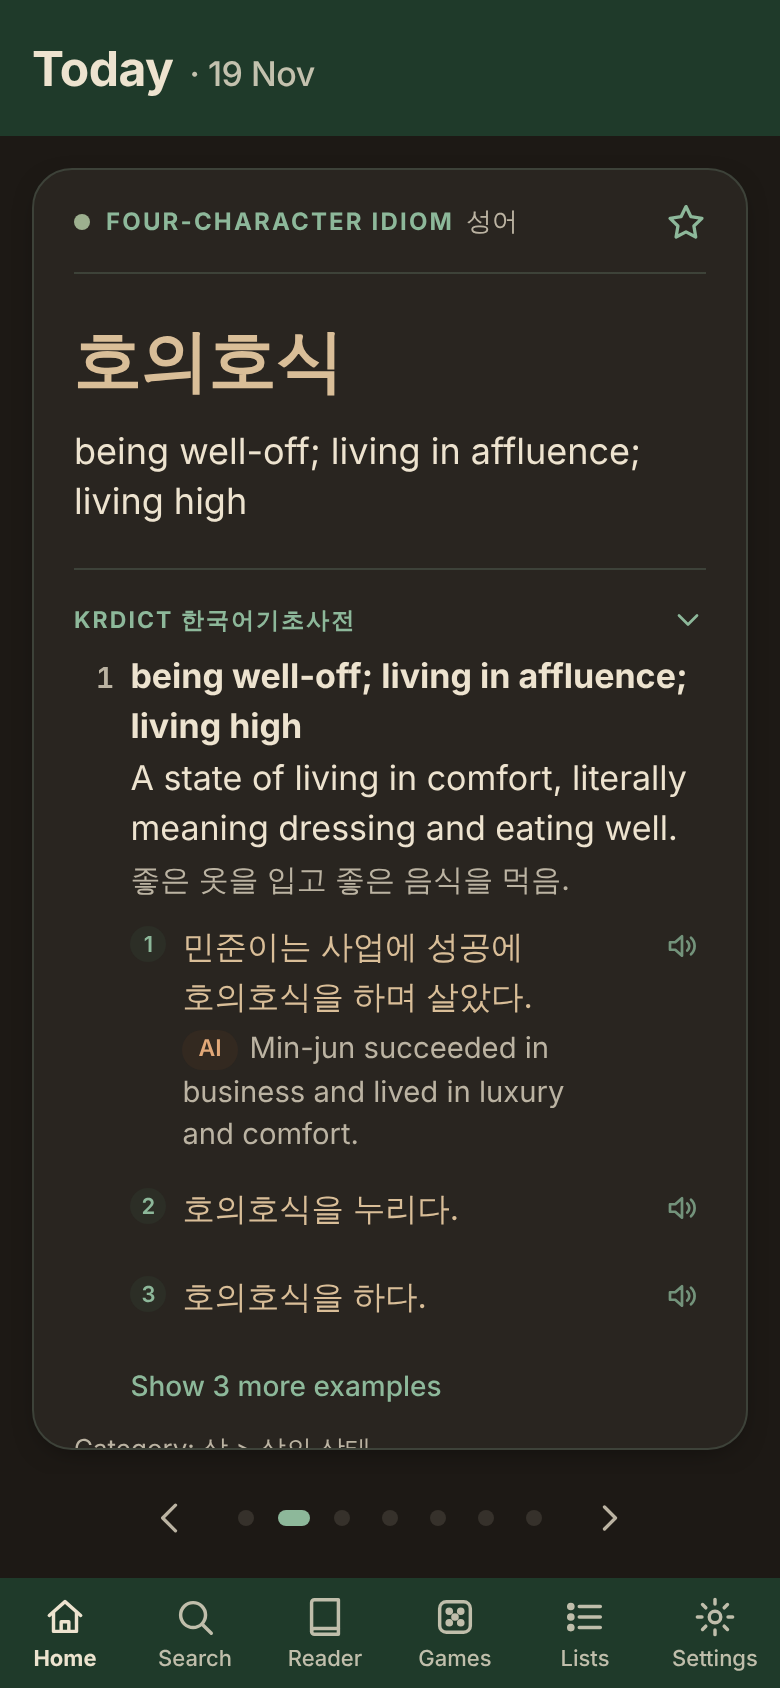 Today · 19 Nov
FOUR-CHARACTER IDIOM 성어
호의호식
being well-off; living in affluence;
living high
KRDICT 한국어기초사전
1 being well-off; living in affluence;
living high
A state of living in comfort, literally
meaning dressing and eating well.
좋은 옷을 입고 좋은 음식을 먹음.
1 민준이는 사업에 성공에
호의호식을 하며 살았다.
AI Min-jun succeeded in
business and lived in luxury
and comfort.
2 호의호식을 누리다.
3 호의호식을 하다.
Show 3 more examples
Category: 삶 > 삶의 상태
Home Search Reader Games Lists Settings